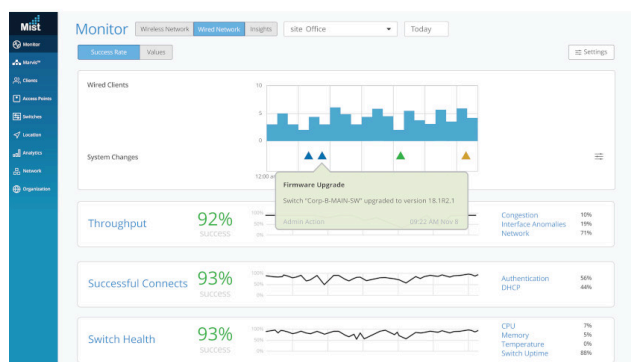 Mist
Monitor
Marvis™
Clients
Access Points
Switches
Location
Analytics
Network
Organization
Monitor
Wireless Network
Wired Network
Insights
site Office
Today
Success Rate
Values
Settings
Wired Clients
10
5
0
System Changes
12:00 am
Firmware Upgrade
Switch "Corp-B-MAIN-SW" upgraded to version 18.1R2.1
Admin Action
09:22 AM, Nov 8
Throughput
92%
success
100%
50%
0%
Congestion 10%
Interface Anomalies 19%
Network 71%
Successful Connects
93%
success
100%
50%
0%
Authentication 56%
DHCP 44%
Switch Health
93%
success
100%
50%
0%
CPU 7%
Memory 5%
Temperature 0%
Switch Uptime 88%